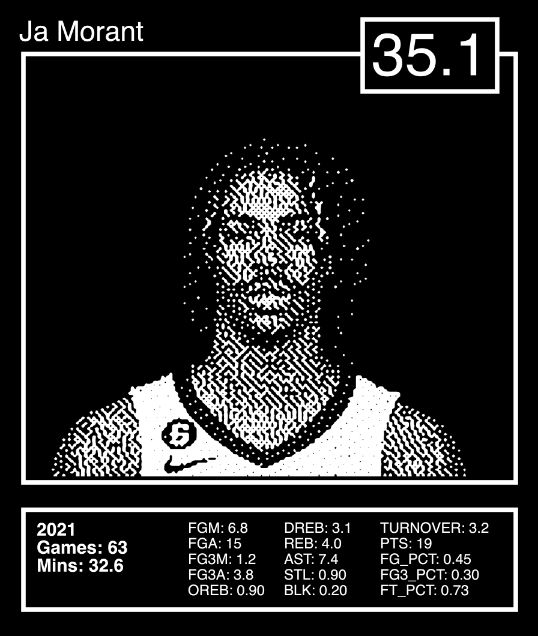 Ja Morant
35.1
6
2021
Games: 63
Mins: 32.6
FGM: 6.8
FGA: 15
FG3M: 1.2
FG3A: 3.8
OREB: 0.90
DREB: 3.1
REB: 4.0
AST: 7.4
STL: 0.90
BLK: 0.20
TURNOVER: 3.2
PTS: 19
FG_PCT: 0.45
FG3_PCT: 0.30
FT_PCT: 0.73